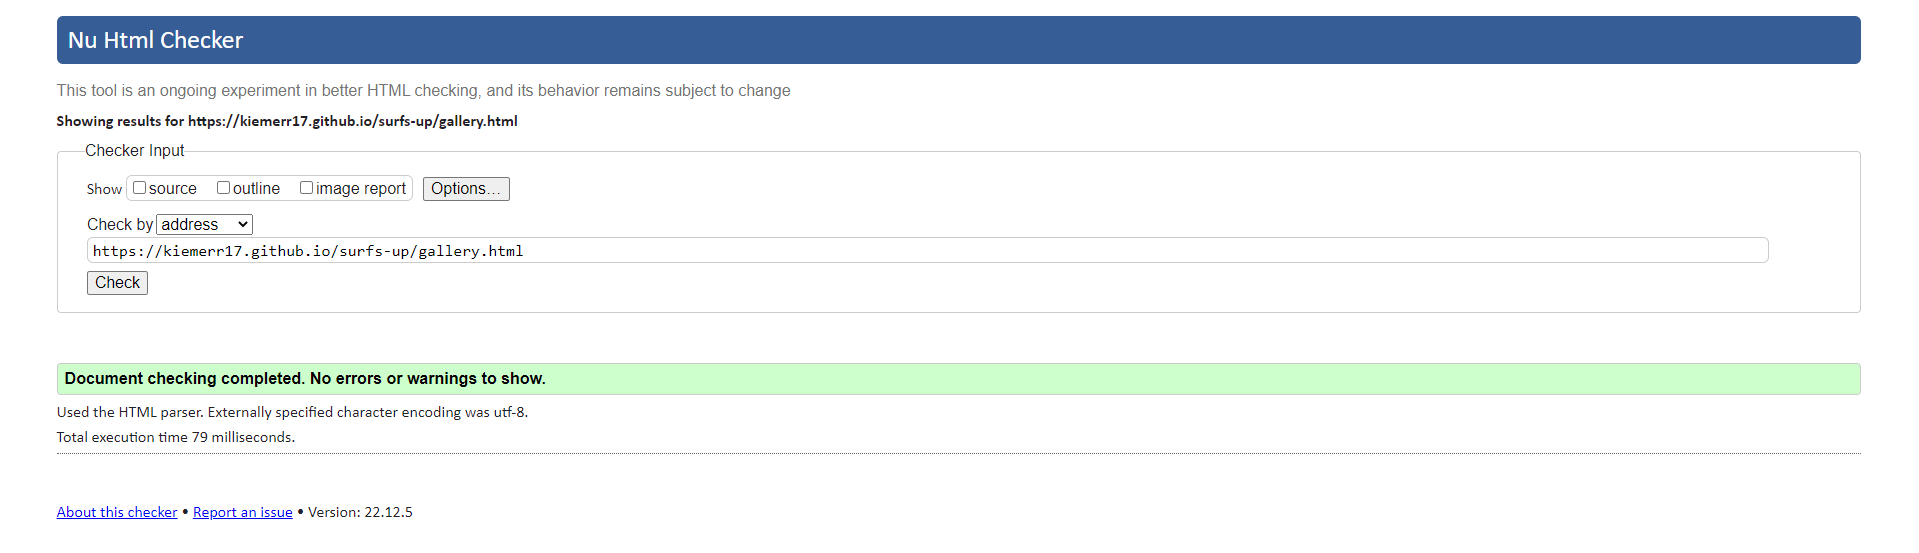 Nu Html Checker
This tool is an ongoing experiment in better HTML checking, and its behavior remains subject to change
Showing results for https://kiemerr17.github.io/surfs-up/gallery.html
Checker Input
Show source outline image report Options...
Check by address
https://kiemerr17.github.io/surfs-up/gallery.html
Check
Document checking completed. No errors or warnings to show.
Used the HTML parser. Externally specified character encoding was utf-8.
Total execution time 79 milliseconds.
About this checker • Report an issue • Version: 22.12.5